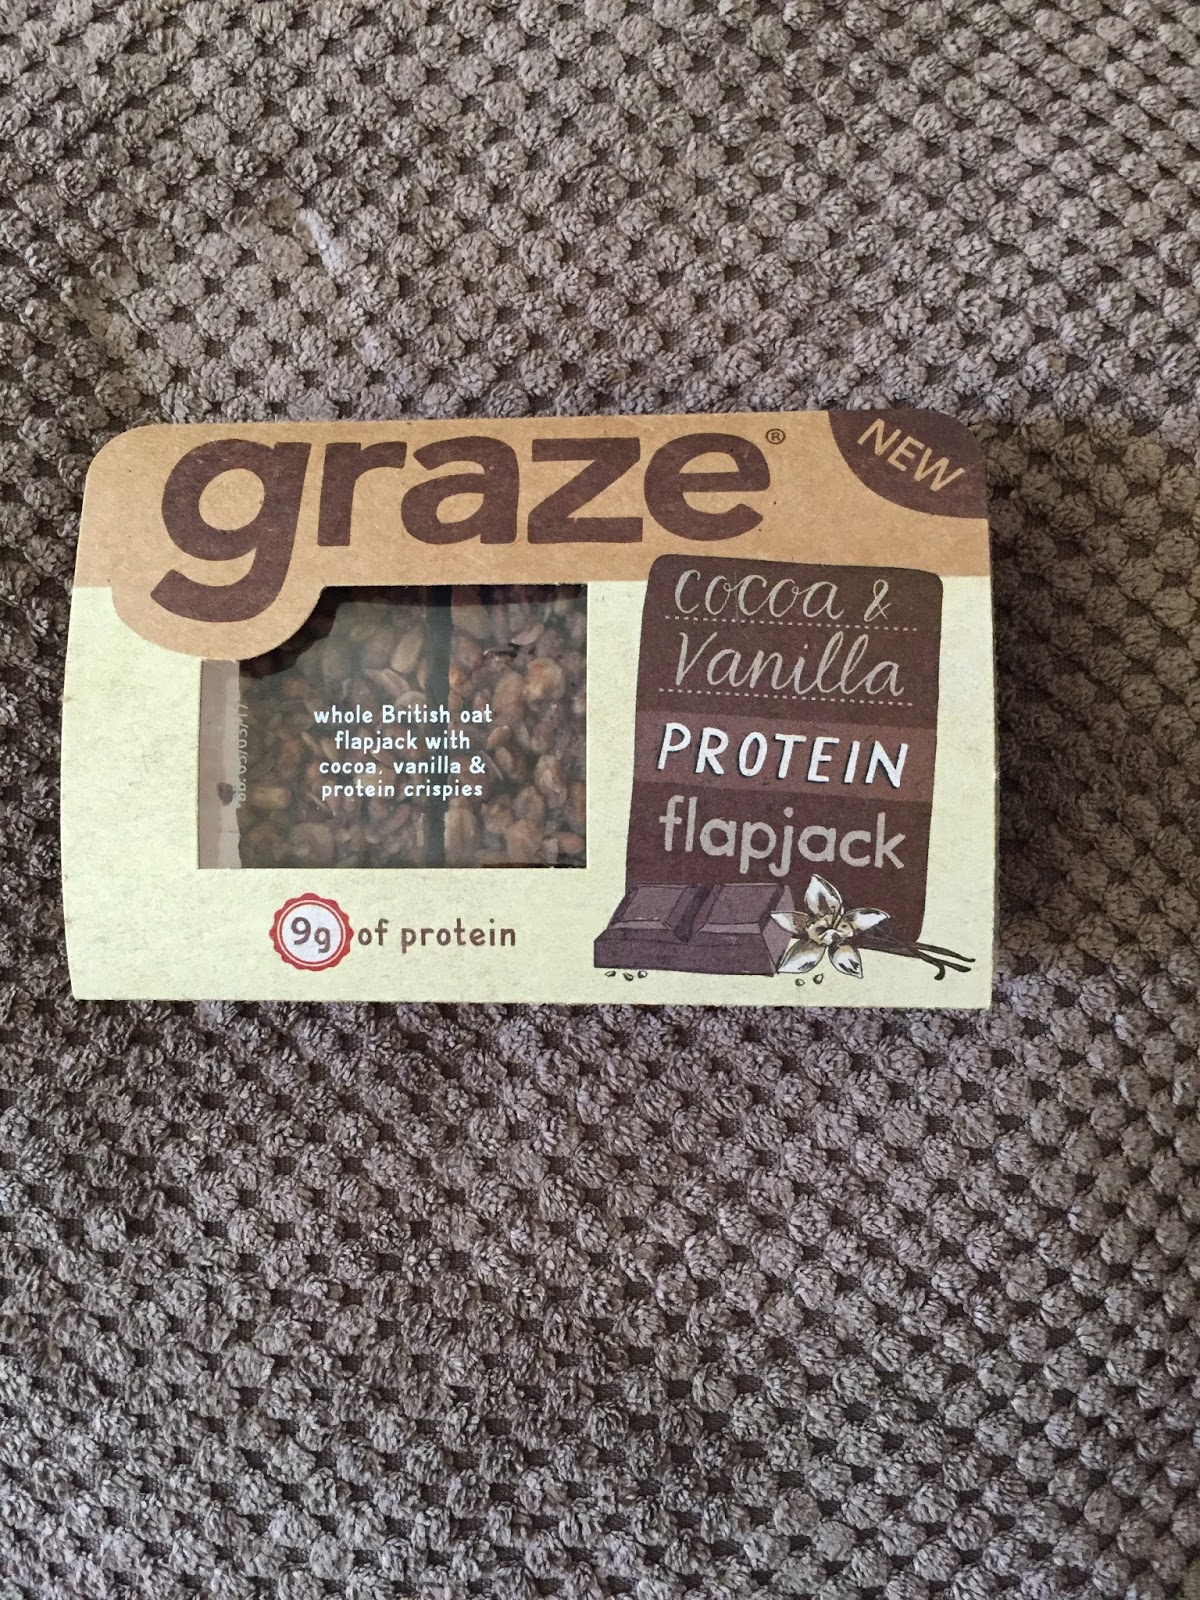 graze®
NEW
cocoa &
Vanilla
PROTEIN
flapjack
whole British oat
flapjack with
cocoa, vanilla &
protein crispies
9g of protein